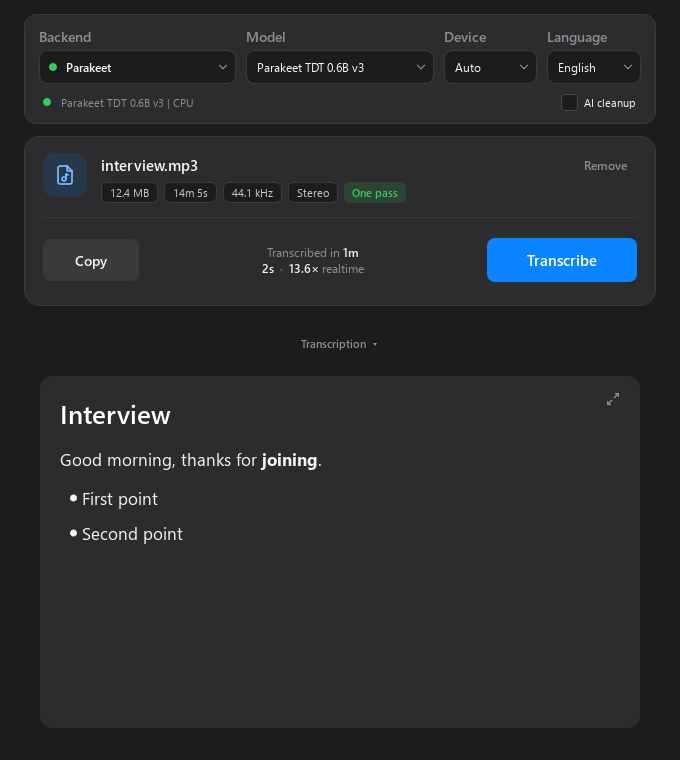 Backend Model Device Language
Parakeet Parakeet TDT 0.6B v3 Auto English
Parakeet TDT 0.6B v3 | CPU AI cleanup
interview.mp3 Remove
12.4 MB 14m 5s 44.1 kHz Stereo One pass
Copy Transcribed in 1m
2s · 13.6× realtime Transcribe
Transcription
Interview
Good morning, thanks for joining.
• First point
• Second point